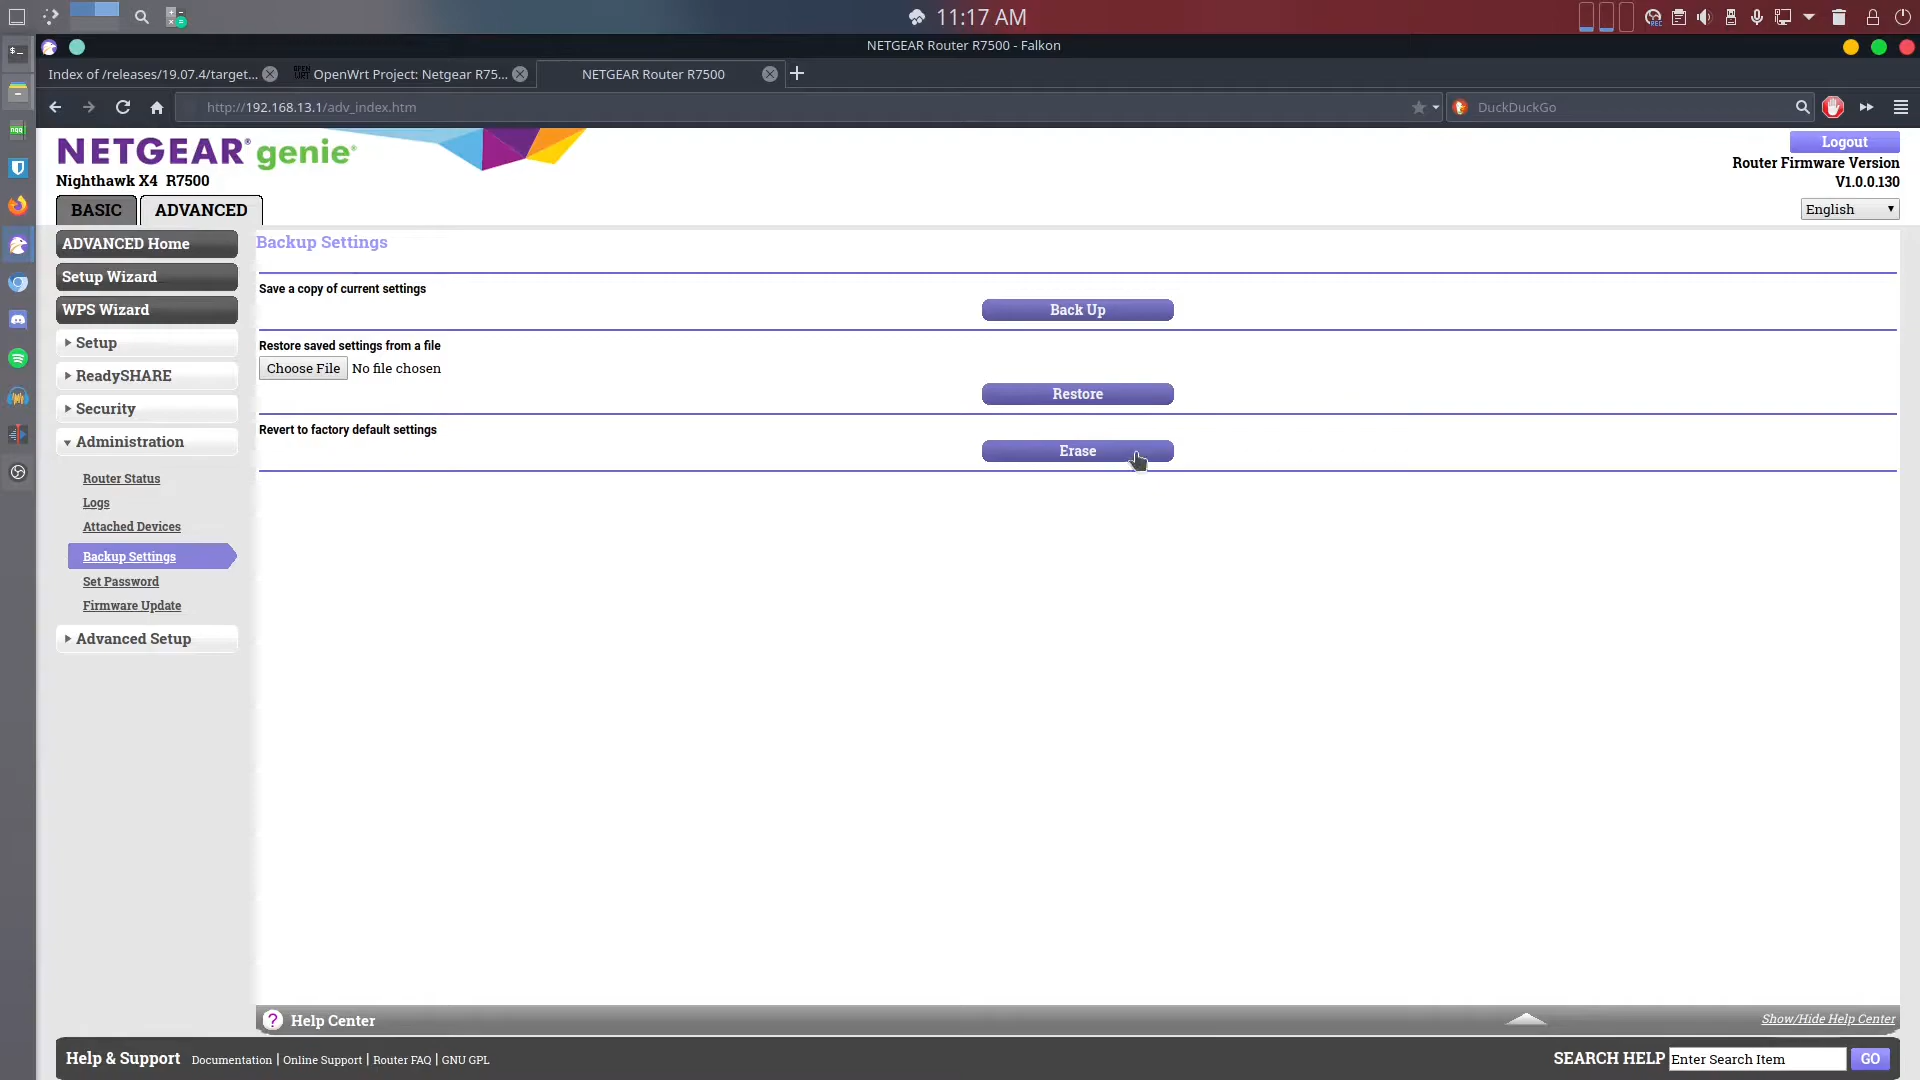 11:17 AM
NETGEAR Router R7500 - Falkon
Index of /releases/19.07.4/target...
OpenWrt Project: Netgear R75...
NETGEAR Router R7500
http://192.168.13.1/adv_index.htm
DuckDuckGo
NETGEAR® genie®
Logout
Router Firmware Version
V1.0.0.130
Nighthawk X4 R7500
BASIC
ADVANCED
English
ADVANCED Home
Setup Wizard
WPS Wizard
Setup
ReadySHARE
Security
Administration
Router Status
Logs
Attached Devices
Backup Settings
Set Password
Firmware Update
Advanced Setup
Backup Settings
Save a copy of current settings
Back Up
Restore saved settings from a file
Choose File No file chosen
Restore
Revert to factory default settings
Erase
? Help Center
Show/Hide Help Center
Help & Support Documentation | Online Support | Router FAQ | GNU GPL
SEARCH HELP Enter Search Item GO